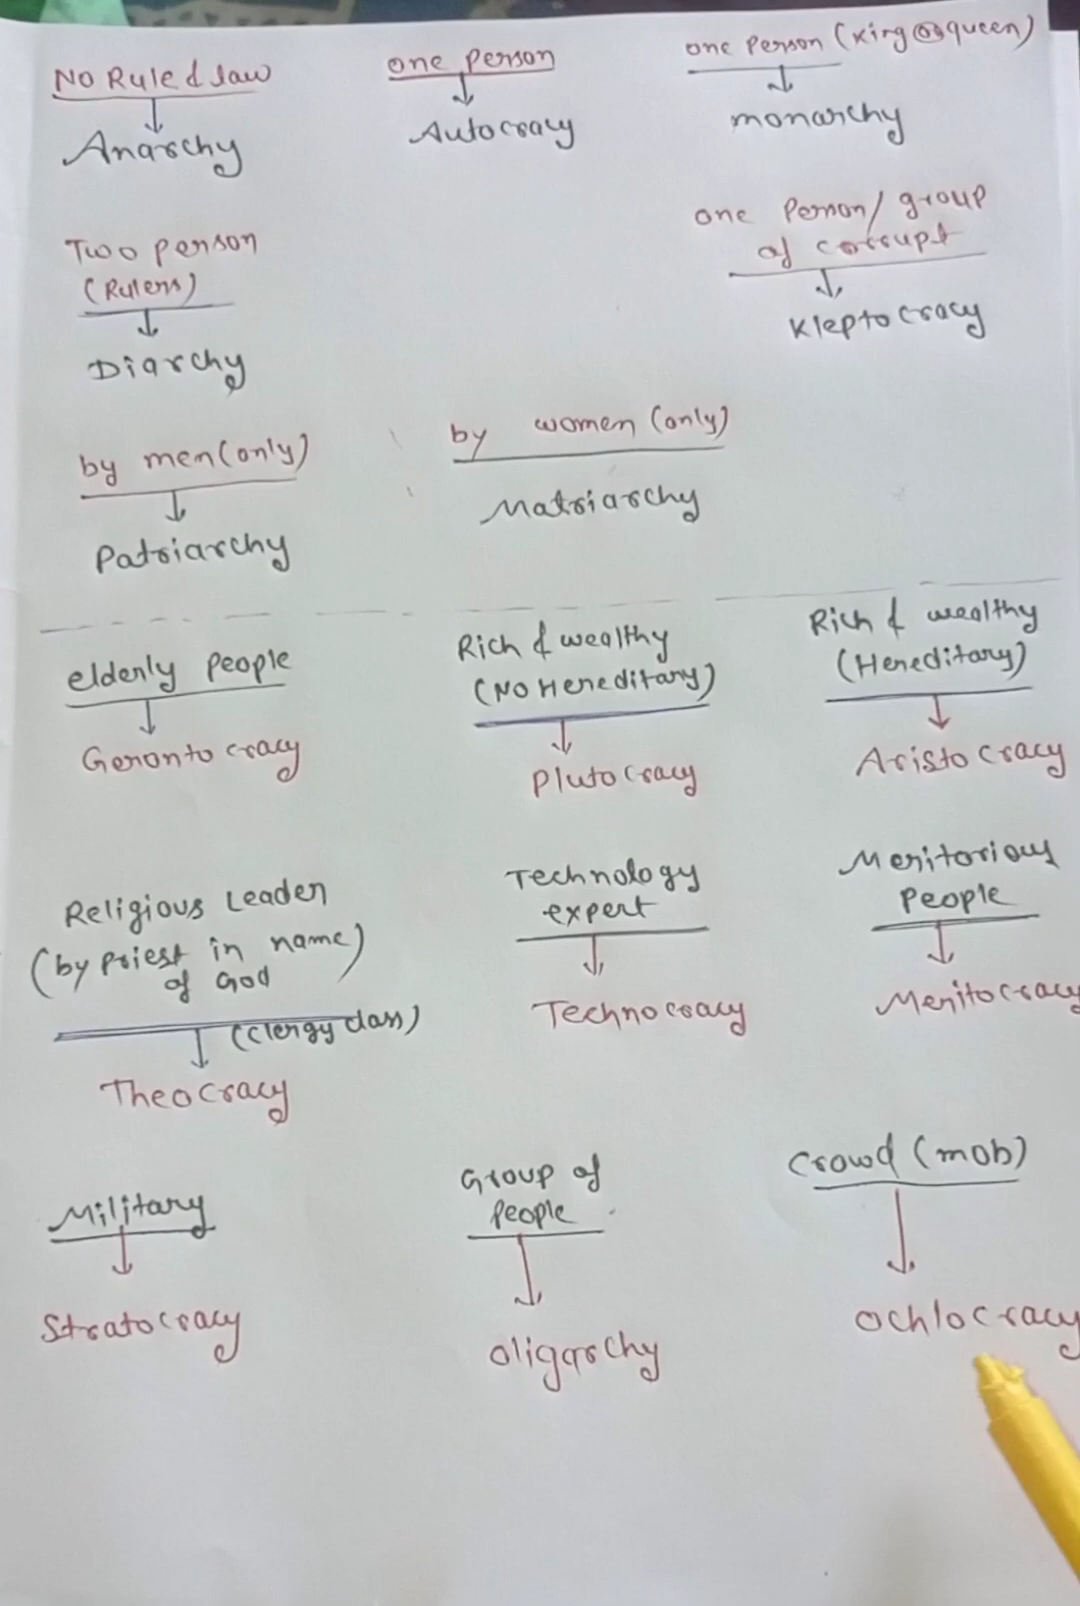 No Rule & law
Anarchy
one person
Autocracy
one person (king or queen)
monarchy
Two person
(Rulers)
Diarchy
one Person/ group
of corrupt
Kleptocracy
by men (only)
Patriarchy
by women (only)
Matriarchy
elderly people
Gerontocracy
Rich & wealthy
(NO Hereditary)
Plutocracy
Rich & wealthy
(Hereditary)
Aristocracy
Religious Leader
(by priest in name
of God)
(clergy class)
Theocracy
Technology
expert
Technocracy
Meritorious
People
Meritocracy
Military
Stratocracy
Group of
People
Oligarchy
Crowd (mob)
Ochlocracy